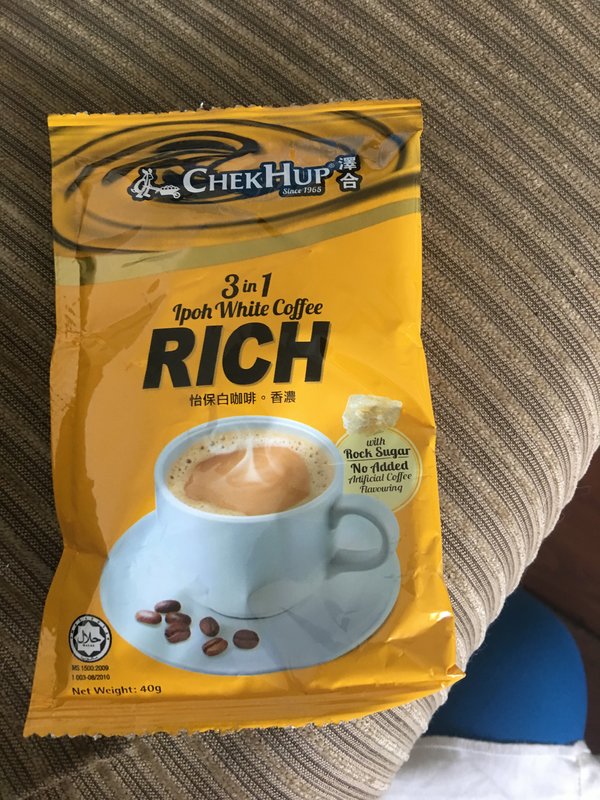 CHEKHUP® 澤合
Since 1965
3 in 1
Ipoh White Coffee
RICH
怡保白咖啡。香濃
with
Rock Sugar
No Added
Artificial Coffee
Flavouring
حلال
MS 1500:2009
1 003-08/2010
Net Weight: 40g